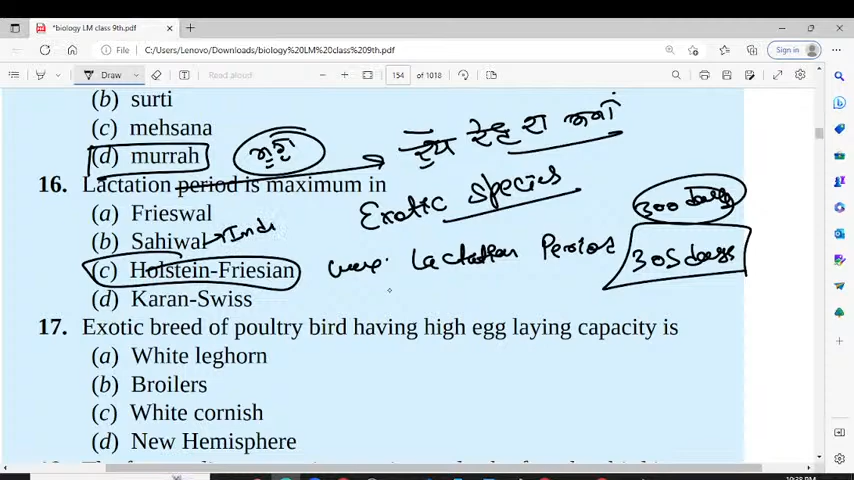 *biology LM class 9th.pdf
File
C:/Users/Lenovo/Downloads/biology%20LM%20class%209th.pdf
Sign in
Draw
Read aloud
154
of 1018
(b) surti
(c) mehsana
(d) murrah
16. Lactation period is maximum in
Exotic species
300 days
(a) Frieswal
(b) Sahiwal
(c) Holstein-Friesian
Lactation Period
305 days
(d) Karan-Swiss
17. Exotic breed of poultry bird having high egg laying capacity is
(a) White leghorn
(b) Broilers
(c) White cornish
(d) New Hemisphere